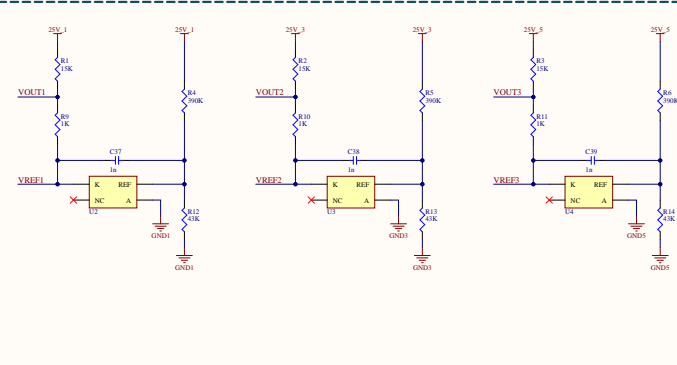 25V_1
25V_1
R1
15K
VOUT1
R4
390K
R9
1K
C37
1n
VREF1
K REF
NC A
U2
R12
43K
GND1
GND1
25V_3
25V_3
R2
15K
VOUT2
R5
390K
R10
1K
C38
1n
VREF2
K REF
NC A
U3
R13
43K
GND3
GND3
25V_5
25V_5
R3
15K
VOUT3
R6
390K
R11
1K
C39
1n
VREF3
K REF
NC A
U4
R14
43K
GND5
GND5